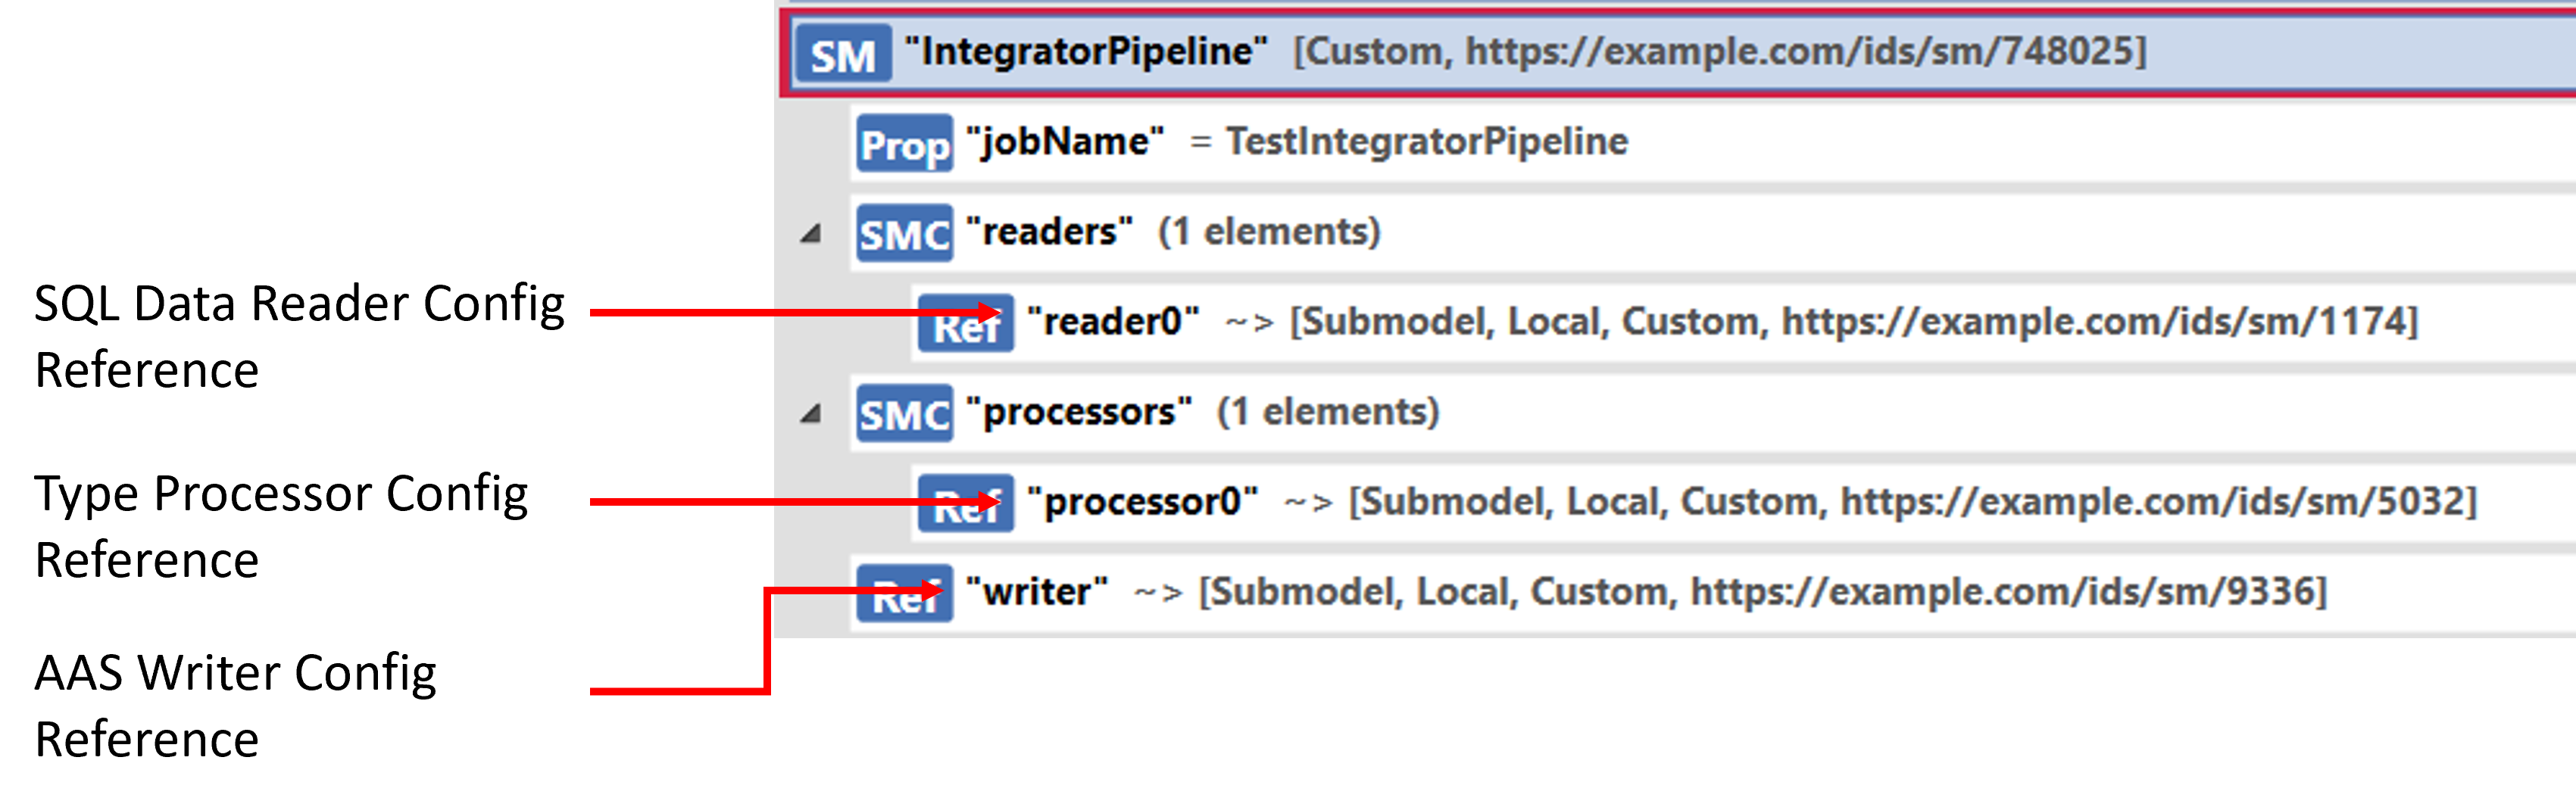 SM "IntegratorPipeline" [Custom, https://example.com/ids/sm/748025]
Prop "jobName" = TestIntegratorPipeline
SMC "readers" (1 elements)
SQL Data Reader Config
Reference
Ref "reader0" ~> [Submodel, Local, Custom, https://example.com/ids/sm/1174]
SMC "processors" (1 elements)
Type Processor Config
Reference
Ref "processor0" ~> [Submodel, Local, Custom, https://example.com/ids/sm/5032]
Ref "writer" ~> [Submodel, Local, Custom, https://example.com/ids/sm/9336]
AAS Writer Config
Reference